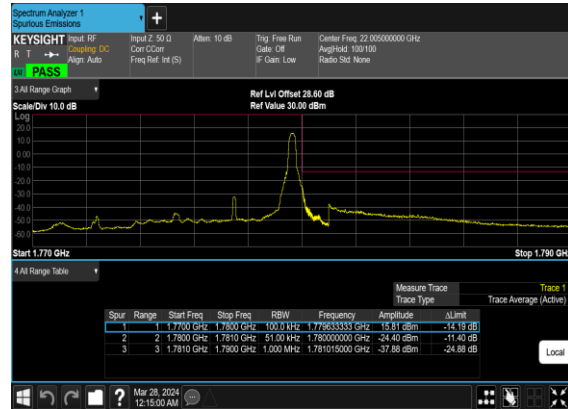 Spectrum Analyzer 1
Spurious Emissions
KEYSIGHT Input: RF Input Z: 50 Ω Atten: 10 dB Trig: Free Run Center Freq: 22.005000000 GHz
R T Coupling: DC Corr CCorr Gate: Off Avg|Hold: 100/100
Align: Auto Freq Ref: Int (S) IF Gain: Low Radio Std: None
LW PASS
3 All Range Graph Ref Lvl Offset 28.60 dB
Scale/Div 10.0 dB Ref Value 30.00 dBm
Log
20.0
10.0
0.00
-10.0
-20.0
-30.0
-40.0
-50.0
-60.0
Start 1.770 GHz Stop 1.790 GHz
4 All Range Table
Measure Trace Trace 1
Trace Type Trace Average (Active)
Spur Range Start Freq Stop Freq RBW Frequency Amplitude ΔLimit
1 1 1.7700 GHz 1.7800 GHz 100.0 kHz 1.779633333 GHz 15.81 dBm -14.19 dB
2 2 1.7800 GHz 1.7810 GHz 51.00 kHz 1.780000000 GHz -24.40 dBm -11.40 dB
3 3 1.7810 GHz 1.7900 GHz 1.000 MHz 1.781015000 GHz -37.88 dBm -24.88 dB
Local
Mar 28, 2024
12:15:00 AM